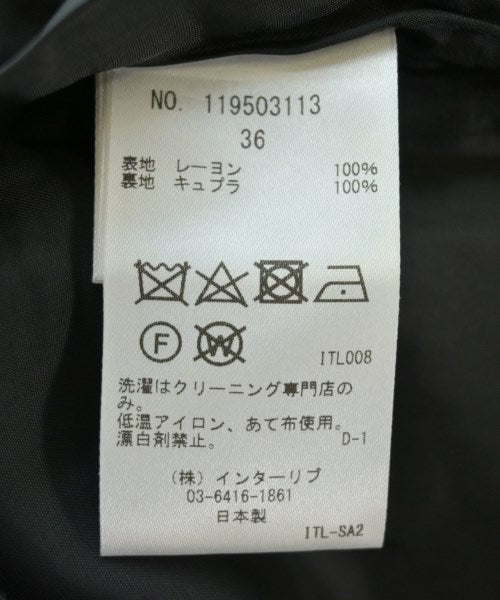 NO. 119503113
36
表地 レーヨン 100%
裏地 キュプラ 100%
F W
ITL008
洗濯はクリーニング専門店の
み。
低温アイロン、あて布使用。
漂白剤禁止。 D-1
(株) インターリブ
03-6416-1861
日本製
ITL-SA2